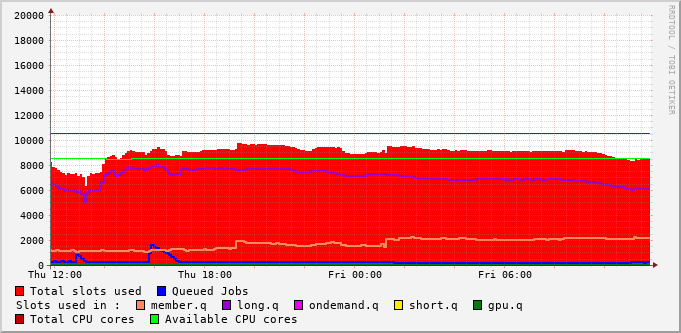 20000
18000
16000
14000
12000
10000
8000
6000
4000
2000
0
Thu 12:00 Thu 18:00 Fri 00:00 Fri 06:00
RRDTOOL / TOBI OETIKER
Total slots used Queued Jobs
Slots used in : member.q long.q ondemand.q short.q gpu.q
Total CPU cores Available CPU cores